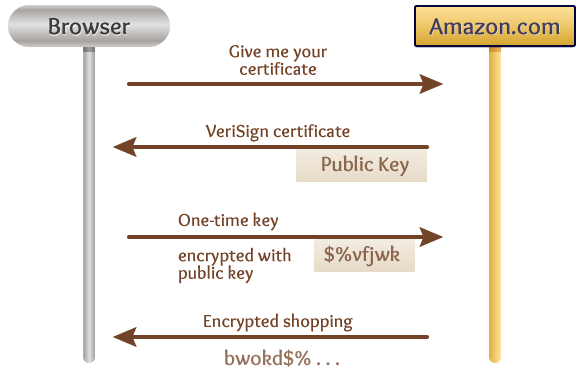 Browser
Amazon.com
Give me your
certificate
VeriSign certificate
Public Key
One-time key
encrypted with
public key
$%vfjwk
Encrypted shopping
bwokd$% . . .